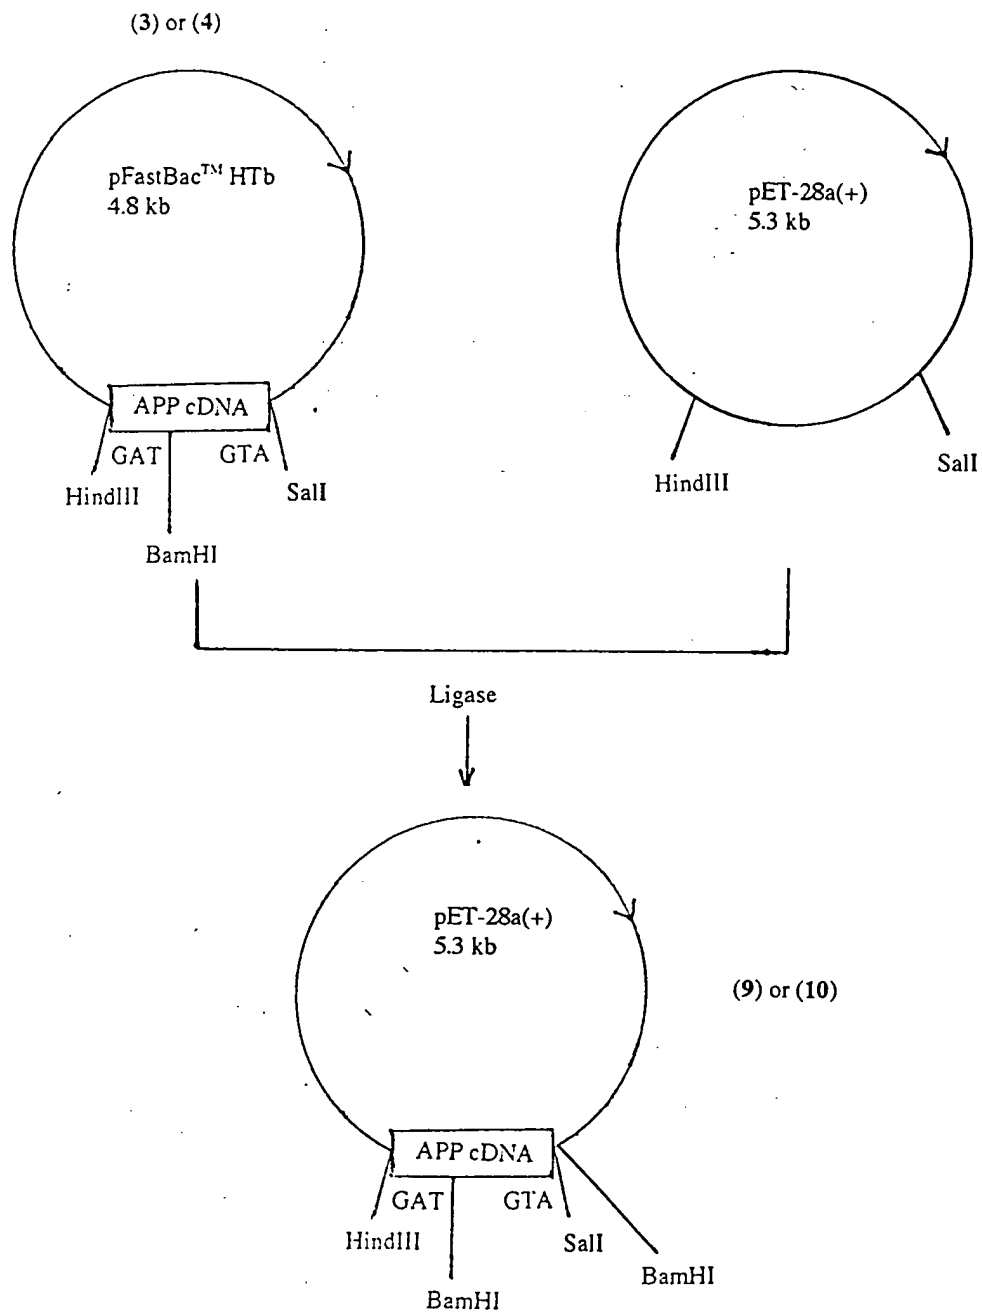 (3) or (4)
pFastBac™ HTb
4.8 kb
pET-28a(+)
5.3 kb
APP cDNA
GAT
GTA
HindIII
SalI
BamHI
HindIII
SalI
Ligase
pET-28a(+)
5.3 kb
(9) or (10)
APP cDNA
GAT
GTA
HindIII
SalI
BamHI
BamHI